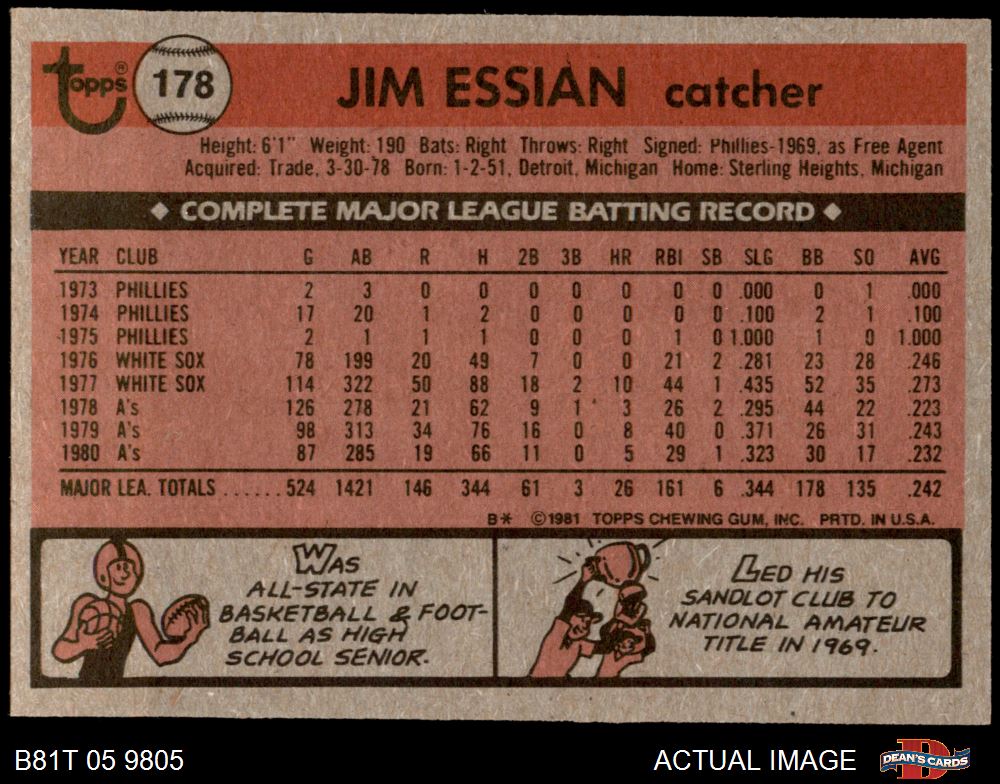 topps® 178 JIM ESSIAN catcher
Height: 6'1" Weight: 190 Bats: Right Throws: Right Signed: Phillies-1969, as Free Agent
Acquired: Trade, 3-30-78 Born: 1-2-51, Detroit, Michigan Home: Sterling Heights, Michigan
◆ COMPLETE MAJOR LEAGUE BATTING RECORD ◆
YEAR CLUB G AB R H 2B 3B HR RBI SB SLG BB SO AVG
1973 PHILLIES 2 3 0 0 0 0 0 0 0 .000 0 1 .000
1974 PHILLIES 17 20 1 2 0 0 0 0 0 .100 2 1 .100
1975 PHILLIES 2 1 1 1 0 0 0 1 0 1.000 1 0 1.000
1976 WHITE SOX 78 199 20 49 7 0 0 21 2 .281 23 28 .246
1977 WHITE SOX 114 322 50 88 18 2 10 44 1 .435 52 35 .273
1978 A's 126 278 21 62 9 1 3 26 2 .295 44 22 .223
1979 A's 98 313 34 76 16 0 8 40 0 .371 26 31 .243
1980 A's 87 285 19 66 11 0 5 29 1 .323 30 17 .232
MAJOR LEA. TOTALS ......524 1421 146 344 61 3 26 161 6 .344 178 135 .242
B* ©1981 TOPPS CHEWING GUM, INC. PRTD. IN U.S.A.
WAS
ALL-STATE IN
BASKETBALL & FOOT-
BALL AS HIGH
SCHOOL SENIOR.
LED HIS
SANDLOT CLUB TO
NATIONAL AMATEUR
TITLE IN 1969.
B81T 05 9805 ACTUAL IMAGE DEAN'S CARDS